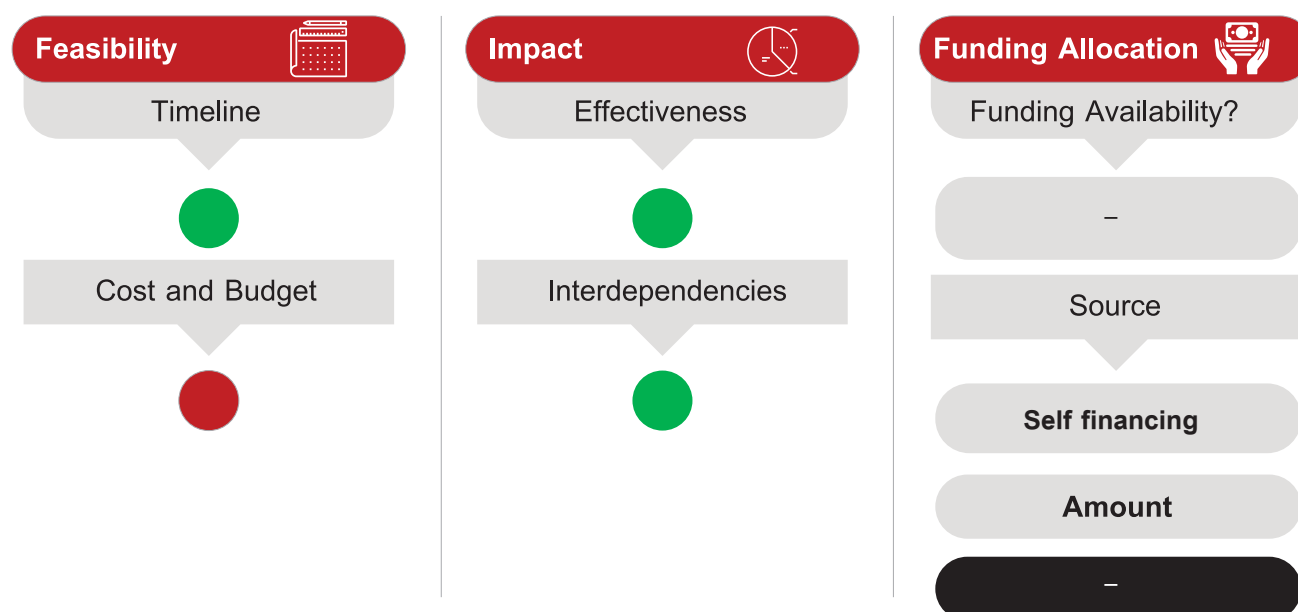 Feasibility
Timeline
Cost and Budget
Impact
Effectiveness
Interdependencies
Funding Allocation
Funding Availability?
–
Source
Self financing
Amount
–